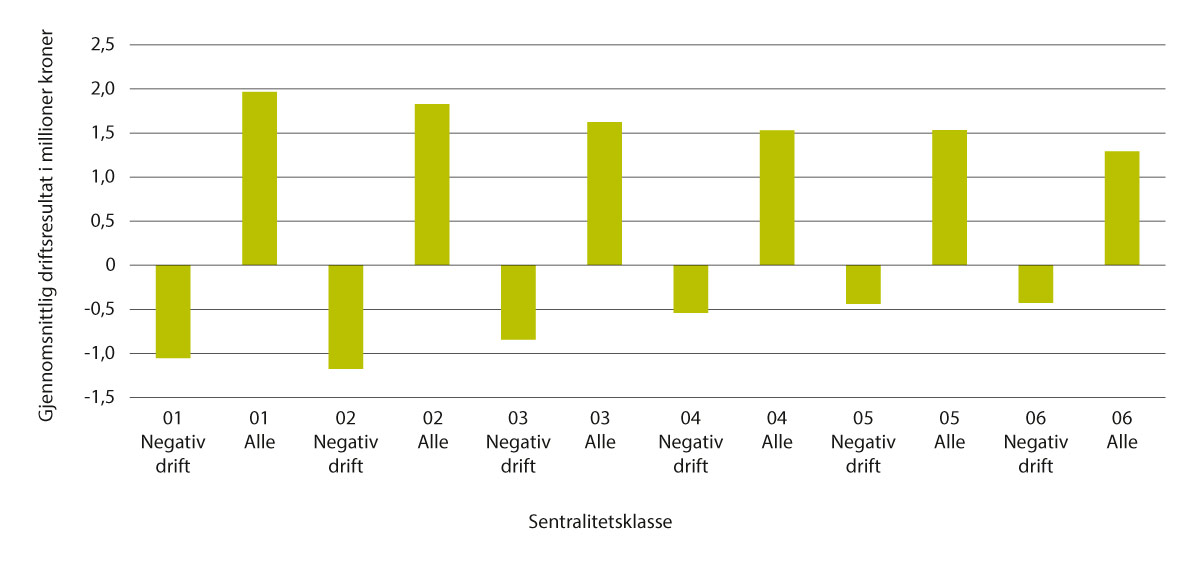 Gjennomsnittlig driftsresultat i millioner kroner
2,5
2,0
1,5
1,0
0,5
0
-0,5
-1,0
-1,5
01 01 02 02 03 03 04 04 05 05 06 06
Negativ Alle Negativ Alle Negativ Alle Negativ Alle Negativ Alle Negativ Alle
drift drift drift drift drift drift
Sentralitetsklasse